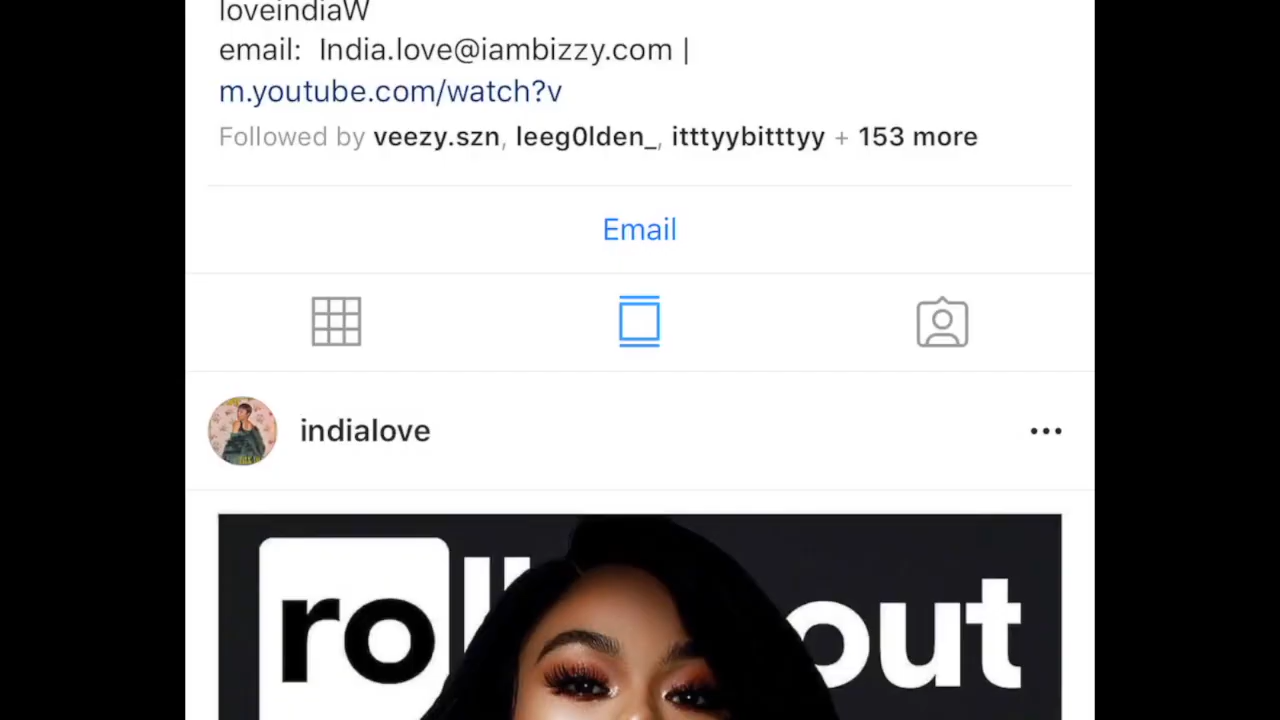 loveindiaW
email:  India.love@iambizzy.com |
m.youtube.com/watch?v
Followed by veezy.szn, leeg0lden_, itttyybitttyy + 153 more
Email
indialove
ro out